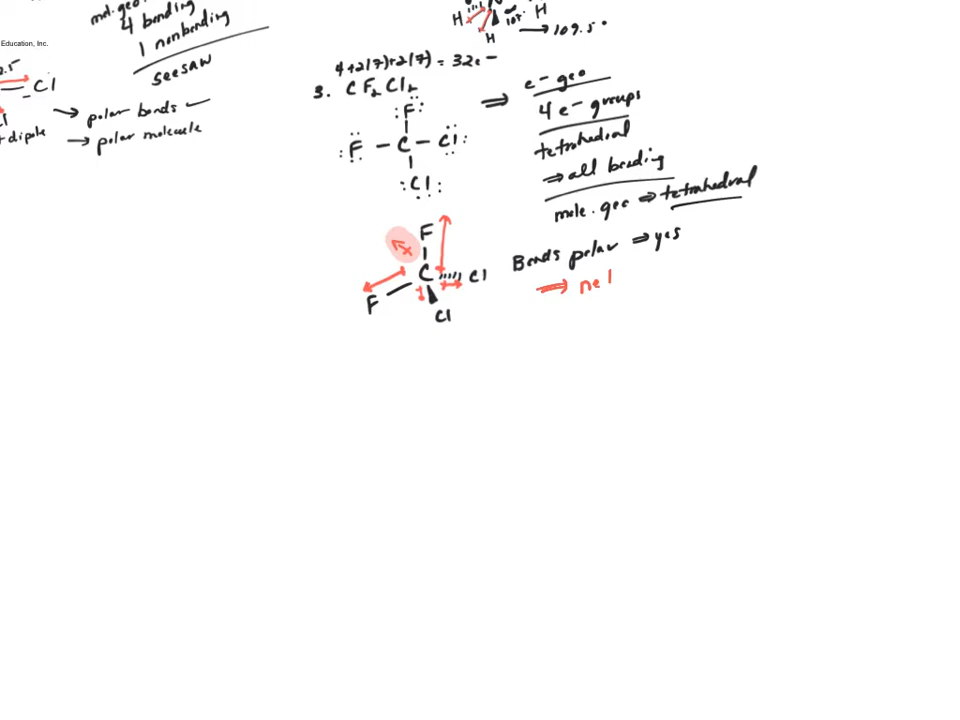 Education, Inc.
mol. geo
4 bonding
1 nonbonding
seesaw
Cl
→ polar bonds
dipole → polar molecule
H 107° H
H → 109.5°
4+2(7)+2(7) = 32e-
3. CF2Cl2 ⇒ e- geo
4 e- groups
tetrahedral
⇒ all bonding
mole. geo ⇒ tetrahedral
:F:
:F - C - Cl:
:Cl:
F
C Cl
F
Cl
Bonds polar ⇒ yes
⇒ nel